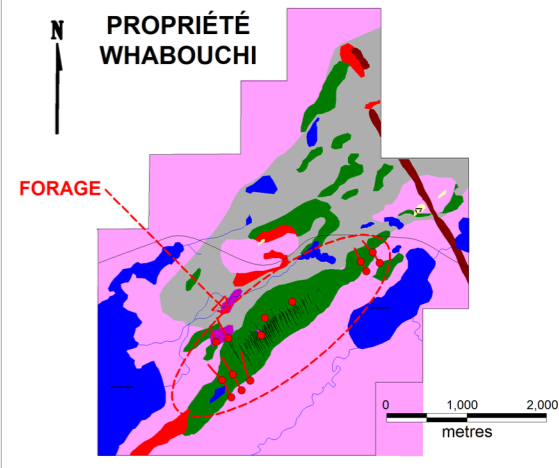 N
PROPRIÉTÉ
WHABOUCHI
FORAGE
0 1,000 2,000
metres